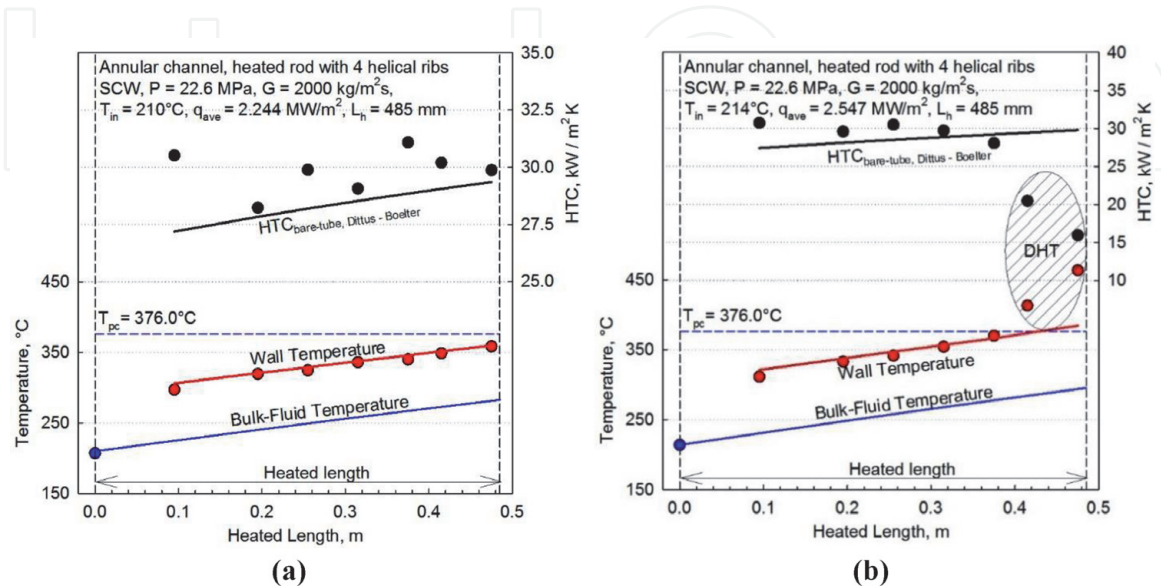 Annular channel, heated rod with 4 helical ribs
SCW, P = 22.6 MPa, G = 2000 kg/m²s,
T_in = 210°C, q_ave = 2.244 MW/m², L_h = 485 mm
35.0
32.5
30.0
27.5
25.0
HTC, kW / m² K
HTC_bare-tube, Dittus - Boelter
450
350
250
150
Temperature, °C
T_pc = 376.0°C
Wall Temperature
Bulk-Fluid Temperature
Heated length
0.0 0.1 0.2 0.3 0.4 0.5
Heated Length, m
(a)
Annular channel, heated rod with 4 helical ribs
SCW, P = 22.6 MPa, G = 2000 kg/m²s,
T_in = 214°C, q_ave = 2.547 MW/m², L_h = 485 mm
40
35
30
25
20
15
10
HTC, kW / m² K
HTC_bare-tube, Dittus - Boelter
DHT
450
350
250
150
Temperature, °C
T_pc = 376.0°C
Wall Temperature
Bulk-Fluid Temperature
Heated length
0.0 0.1 0.2 0.3 0.4 0.5
Heated Length, m
(b)